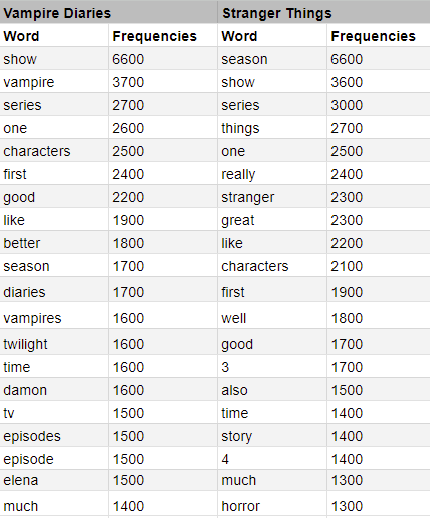 Vampire Diaries Stranger Things
Word Frequencies Word Frequencies
show 6600 season 6600
vampire 3700 show 3600
series 2700 series 3000
one 2600 things 2700
characters 2500 one 2500
first 2400 really 2400
good 2200 stranger 2300
like 1900 great 2300
better 1800 like 2200
season 1700 characters 2100
diaries 1700 first 1900
vampires 1600 well 1800
twilight 1600 good 1700
time 1600 3 1700
damon 1600 also 1500
tv 1500 time 1400
episodes 1500 story 1400
episode 1500 4 1400
elena 1500 much 1300
much 1400 horror 1300